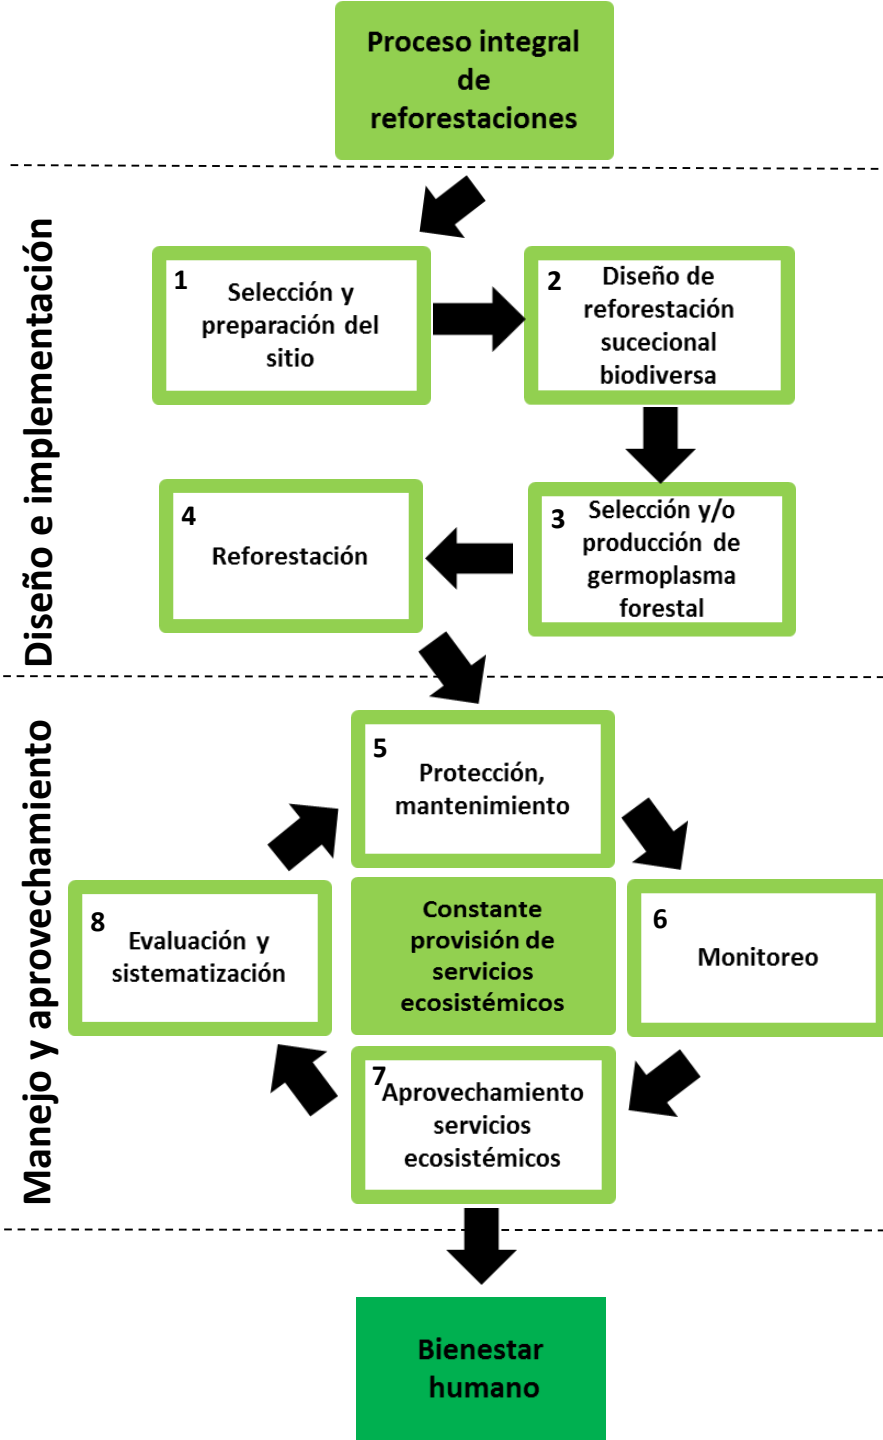 Proceso integral
de
reforestaciones
Diseño e implementación
1
Selección y
preparación del
sitio
2
Diseño de
reforestación
sucecional
biodiversa
3
Selección y/o
producción de
germoplasma
forestal
4
Reforestación
Manejo y aprovechamiento
5
Protección,
mantenimiento
6
Monitoreo
7
Aprovechamiento
servicios
ecosistémicos
8
Evaluación y
sistematización
Constante
provisión de
servicios
ecosistémicos
Bienestar
humano